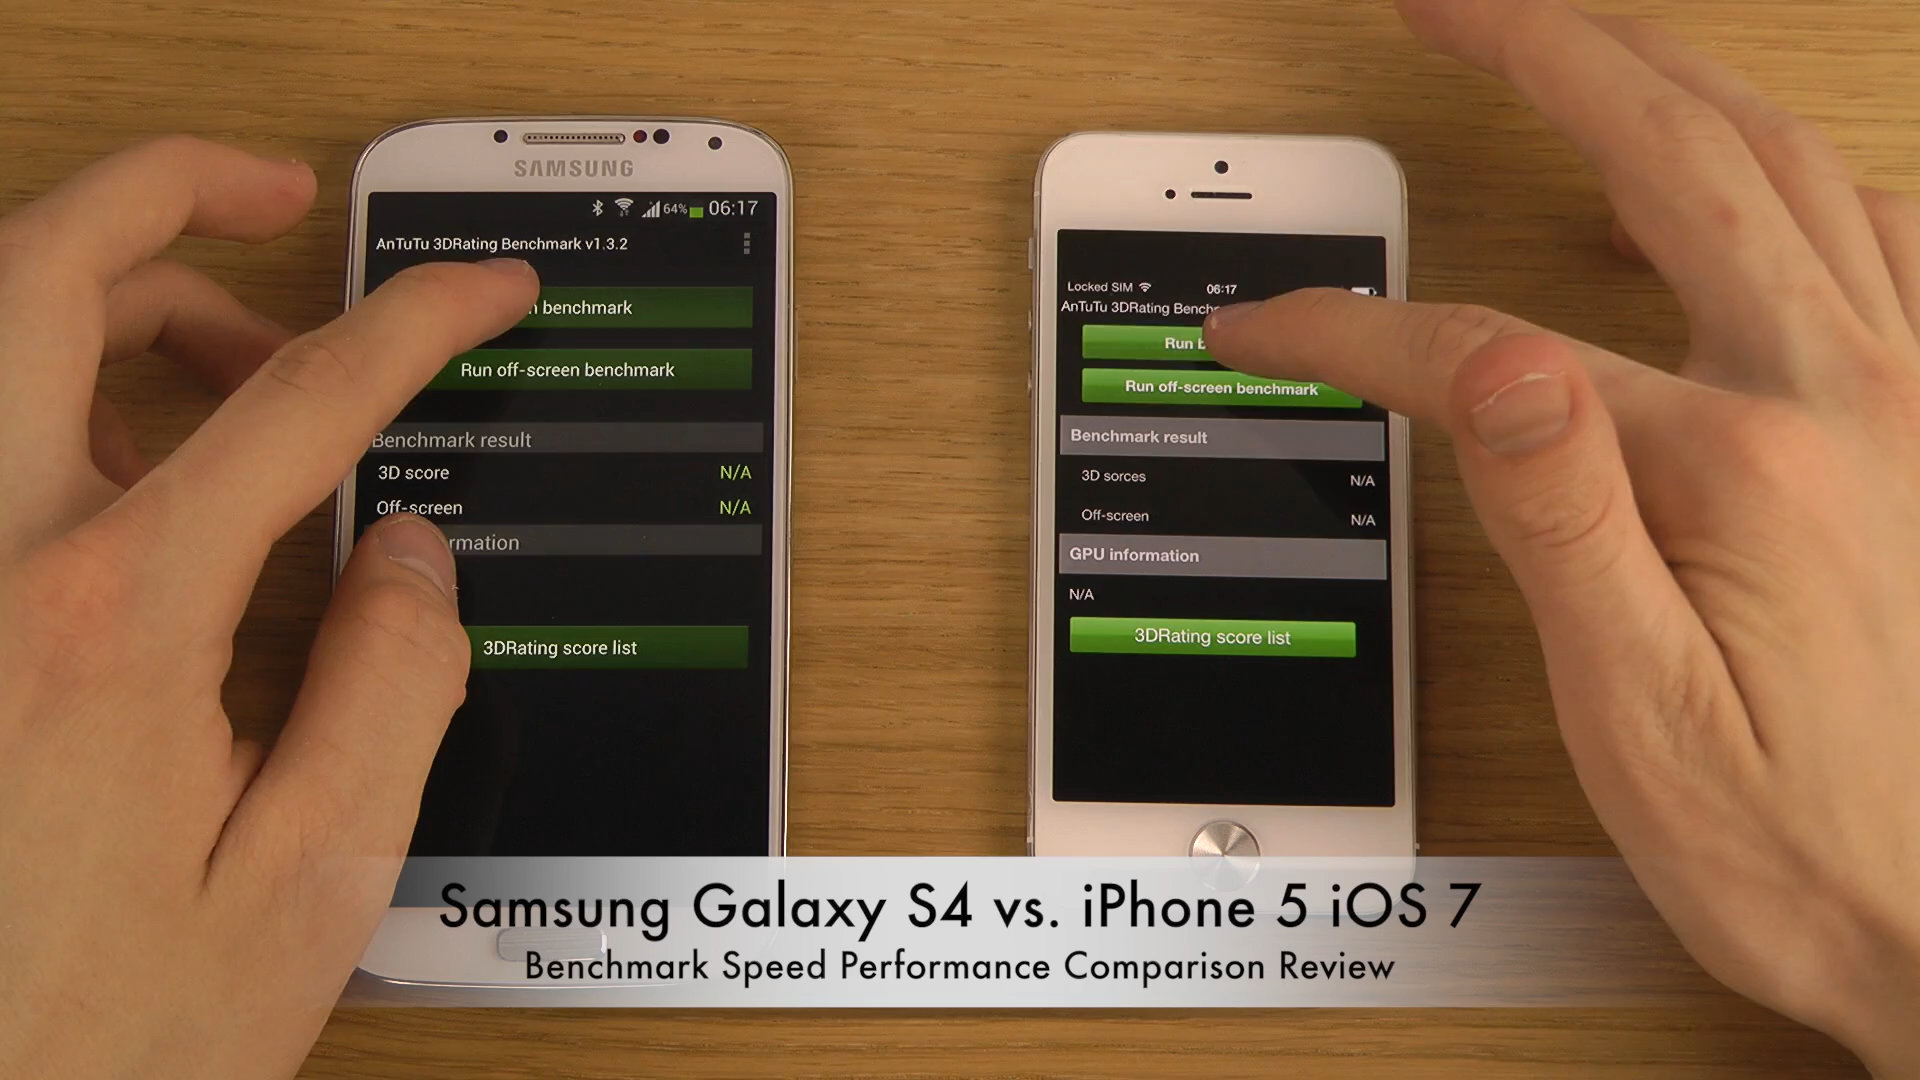 SAMSUNG
64% 06:17
AnTuTu 3DRating Benchmark v1.3.2
benchmark
Run off-screen benchmark
Benchmark result
3D score N/A
Off-screen N/A
3DRating score list
Locked SIM 06:17
AnTuTu 3DRating
Run
Run off-screen benchmark
Benchmark result
3D sorces N/A
Off-screen N/A
GPU information
N/A
3DRating score list
Samsung Galaxy S4 vs. iPhone 5 iOS 7
Benchmark Speed Performance Comparison Review